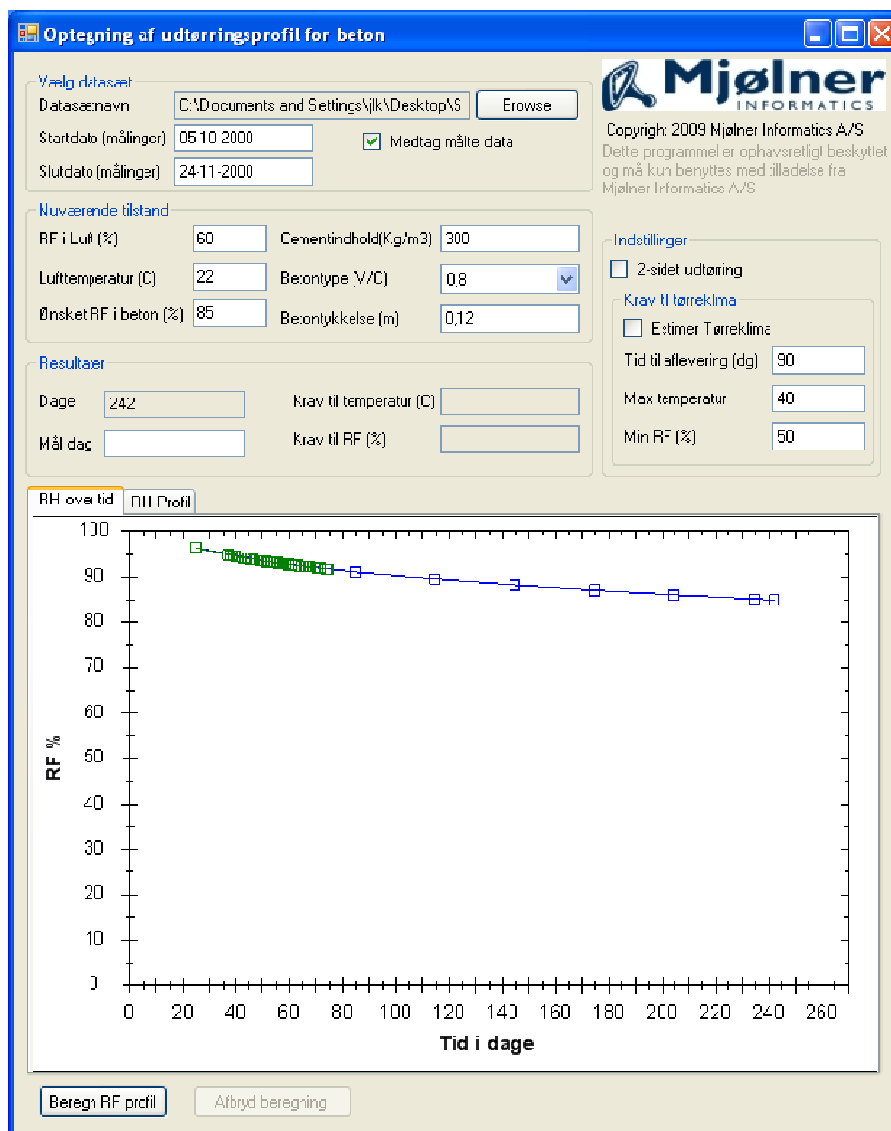 Optegning af udtørringsprofil for beton
Vælg datasæt
Datasætnavn C:\Documents and Settings\jlk\Desktop\S Browse
Startdato (målinger) 05-10-2000 Medtag målte data
Slutdato (målinger) 24-11-2000
Mjølner
INFORMATICS
Copyright 2009 Mjølner Informatics A/S
Dette programmel er ophavsretligt beskyttet
og må kun benyttes med tilladelse fra
Mjølner Informatics A/S
Nuværende tilstand
RF i Luft (%) 60 Cementindhold(Kg/m3) 300
Lufttemperatur (C) 22 Betontype (V/C) 0,8
Ønsket RF i beton (%) 85 Betontykkelse (m) 0,12
Indstillinger
2-sidet udtørring
Krav til tørreklima
Estimer Tørreklima
Tid til aflevering (dg) 90
Max temperatur 40
Min RF (%) 50
Resultater
Dage 242 Krav til temperatur (C)
Mål dag Krav til RF (%)
RH over tid RH Profil
100
90
80
70
60
50
40
30
20
10
0
RF %
0 20 40 60 80 100 120 140 160 180 200 220 240 260
Tid i dage
Beregn RF profil Afbryd beregning